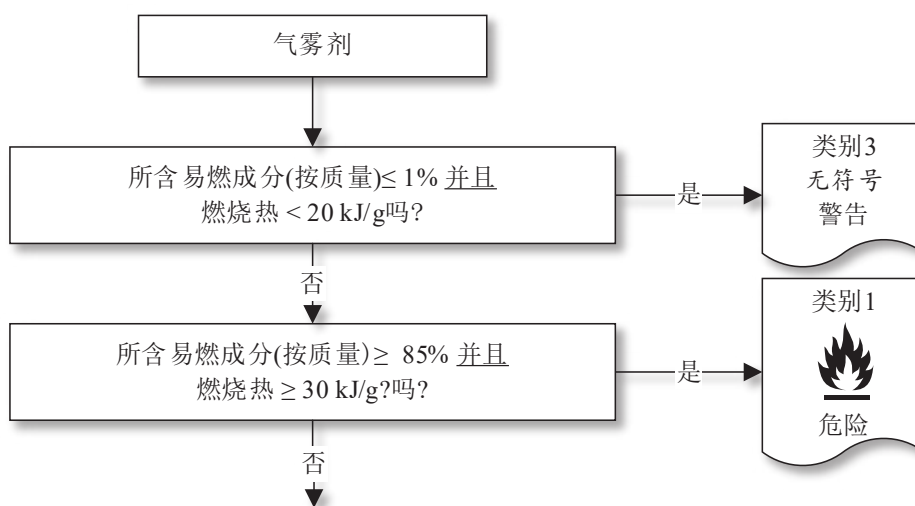 气雾剂
所含易燃成分(按质量)≤ 1% 并且
燃烧热 < 20 kJ/g吗?
是
类别3
无符号
警告
否
所含易燃成分(按质量)≥ 85% 并且
燃烧热 ≥ 30 kJ/g?吗?
是
类别1
危险
否